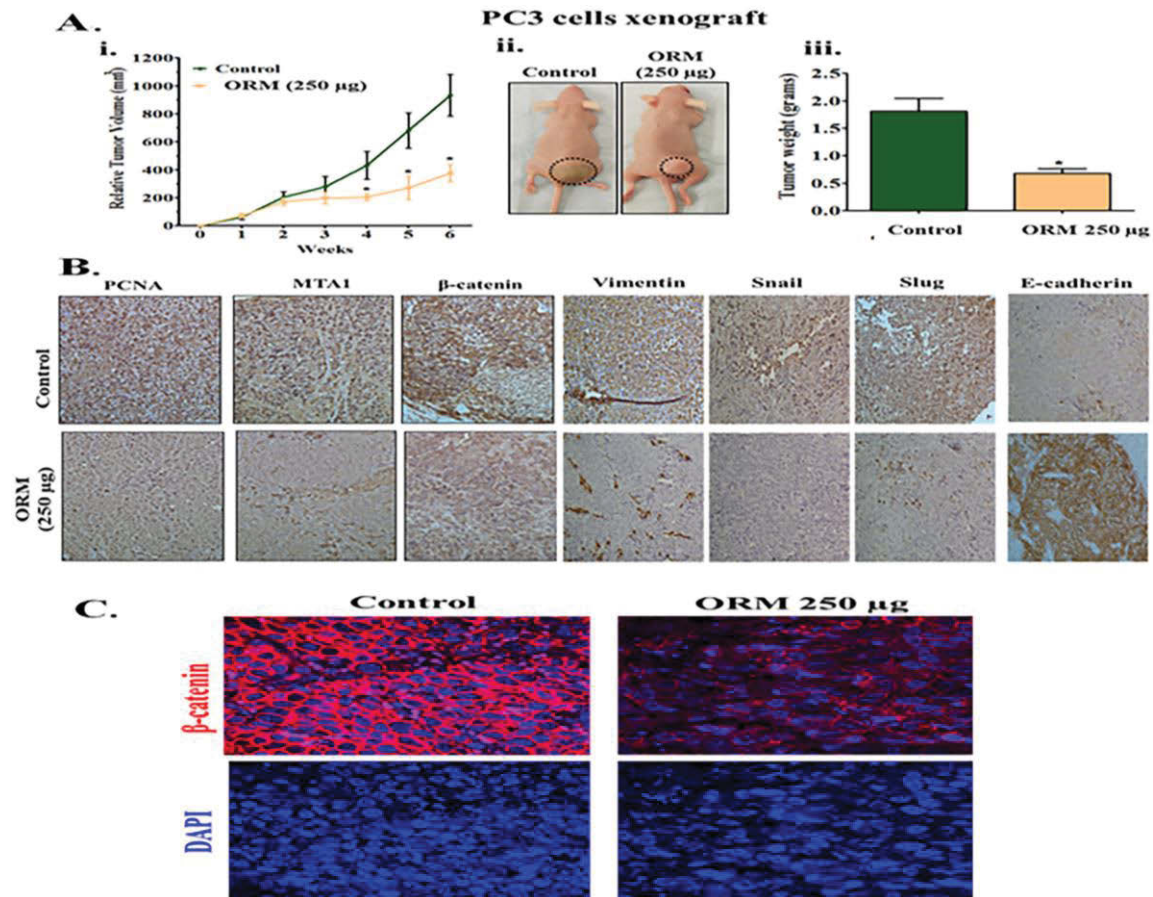 PC3 cells xenograft
A.
i.
1200
1000
800
600
400
200
0
Relative Tumor Volume (mm³)
Control
ORM (250 μg)
*
*
*
0 1 2 3 4 5 6
Weeks
ii.
Control
ORM
(250 μg)
iii.
2.5
2.0
1.5
1.0
0.5
0.0
Tumor weight (grams)
*
Control ORM 250 μg
B.
PCNA MTA1 β-catenin Vimentin Snail Slug E-cadherin
Control
ORM
(250 μg)
C.
Control ORM 250 μg
β-catenin
DAPI